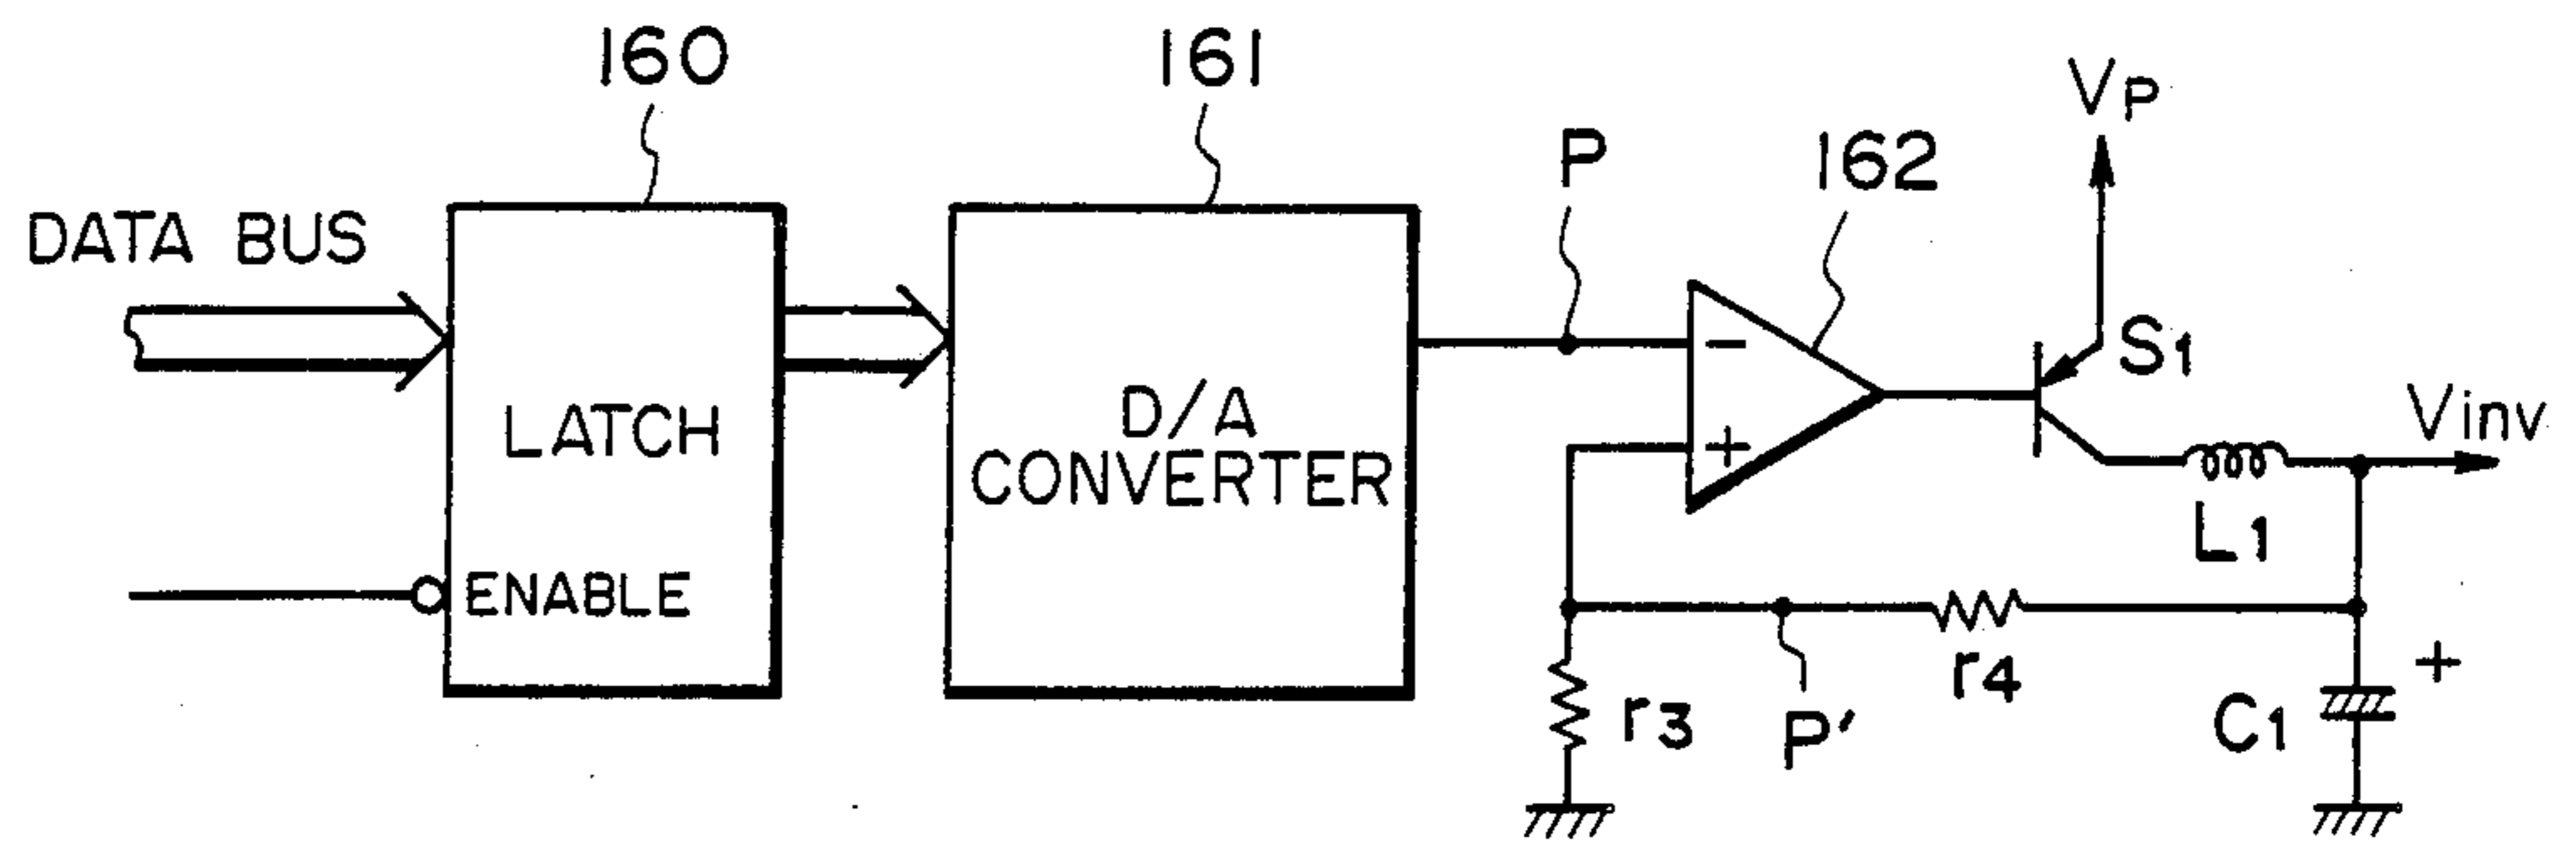 160
161
P
162
VP
DATA BUS
S1
LATCH
D/A
CONVERTER
−
+
Vinv
L1
ENABLE
r3
P'
r4
C1
+